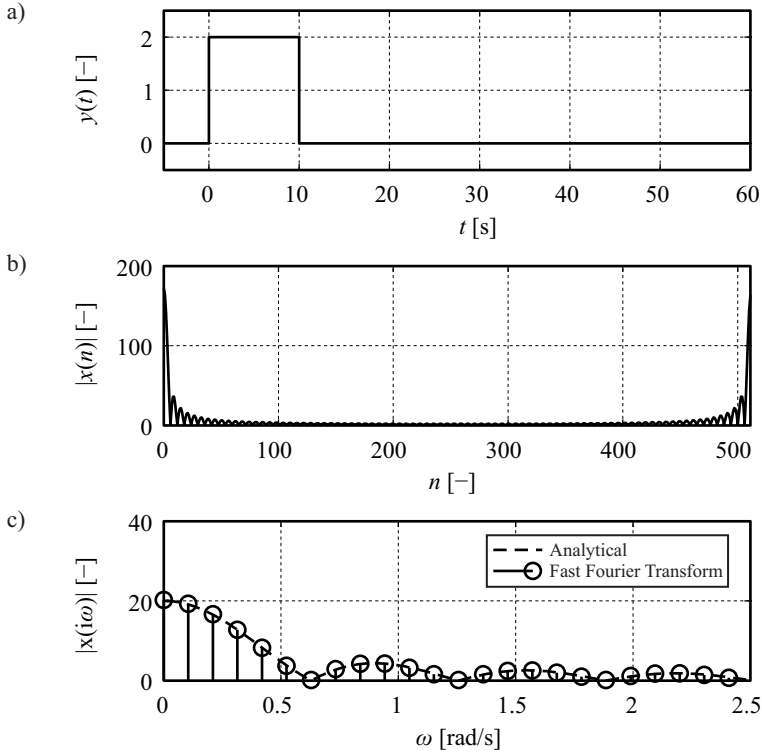 a)
y(t) [−]
2
1
0
0 10 20 30 40 50 60
t [s]
b)
|x(n)| [−]
200
100
0
0 100 200 300 400 500
n [−]
c)
|x(iω)| [−]
40
20
0
Analytical
Fast Fourier Transform
0 0.5 1 1.5 2 2.5
ω [rad/s]